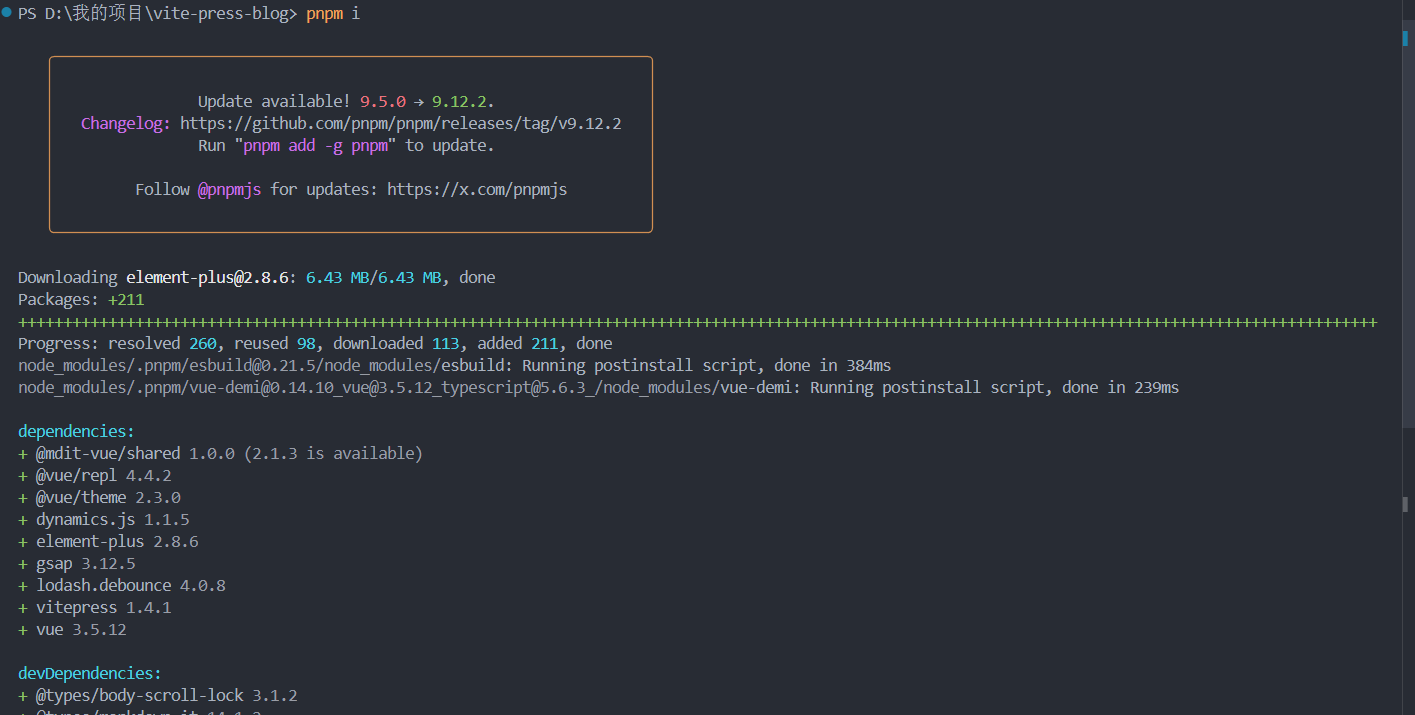 PS D:\我的项目\vite-press-blog> pnpm i
Update available! 9.5.0 → 9.12.2.
Changelog: https://github.com/pnpm/pnpm/releases/tag/v9.12.2
Run "pnpm add -g pnpm" to update.
Follow @pnpmjs for updates: https://x.com/pnpmjs
Downloading element-plus@2.8.6: 6.43 MB/6.43 MB, done
Packages: +211
+++++++++++++++++++++++++++++++++++++++++++++++++++++++++++++++++++++++++++++++++++++++++++++++++++++++++++++++++++++++++++++++++++++++++++++++++++++++
Progress: resolved 260, reused 98, downloaded 113, added 211, done
node_modules/.pnpm/esbuild@0.21.5/node_modules/esbuild: Running postinstall script, done in 384ms
node_modules/.pnpm/vue-demi@0.14.10_vue@3.5.12_typescript@5.6.3_/node_modules/vue-demi: Running postinstall script, done in 239ms
dependencies:
+ @mdit-vue/shared 1.0.0 (2.1.3 is available)
+ @vue/repl 4.4.2
+ @vue/theme 2.3.0
+ dynamics.js 1.1.5
+ element-plus 2.8.6
+ gsap 3.12.5
+ lodash.debounce 4.0.8
+ vitepress 1.4.1
+ vue 3.5.12
devDependencies:
+ @types/body-scroll-lock 3.1.2